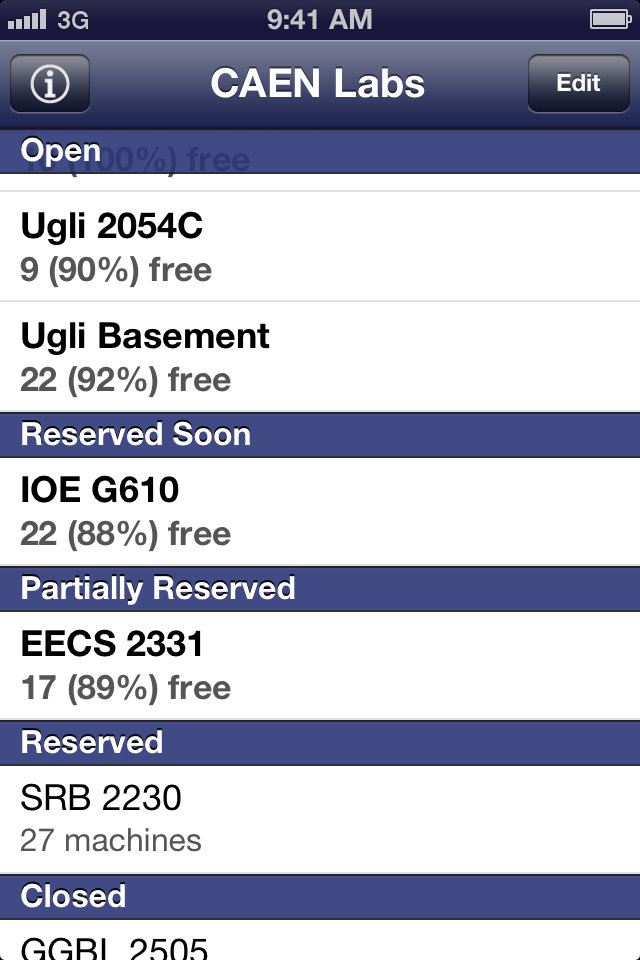 3G 9:41 AM
CAEN Labs
Edit
Open
(100%) free
Ugli 2054C
9 (90%) free
Ugli Basement
22 (92%) free
Reserved Soon
IOE G610
22 (88%) free
Partially Reserved
EECS 2331
17 (89%) free
Reserved
SRB 2230
27 machines
Closed
GGBL 2505